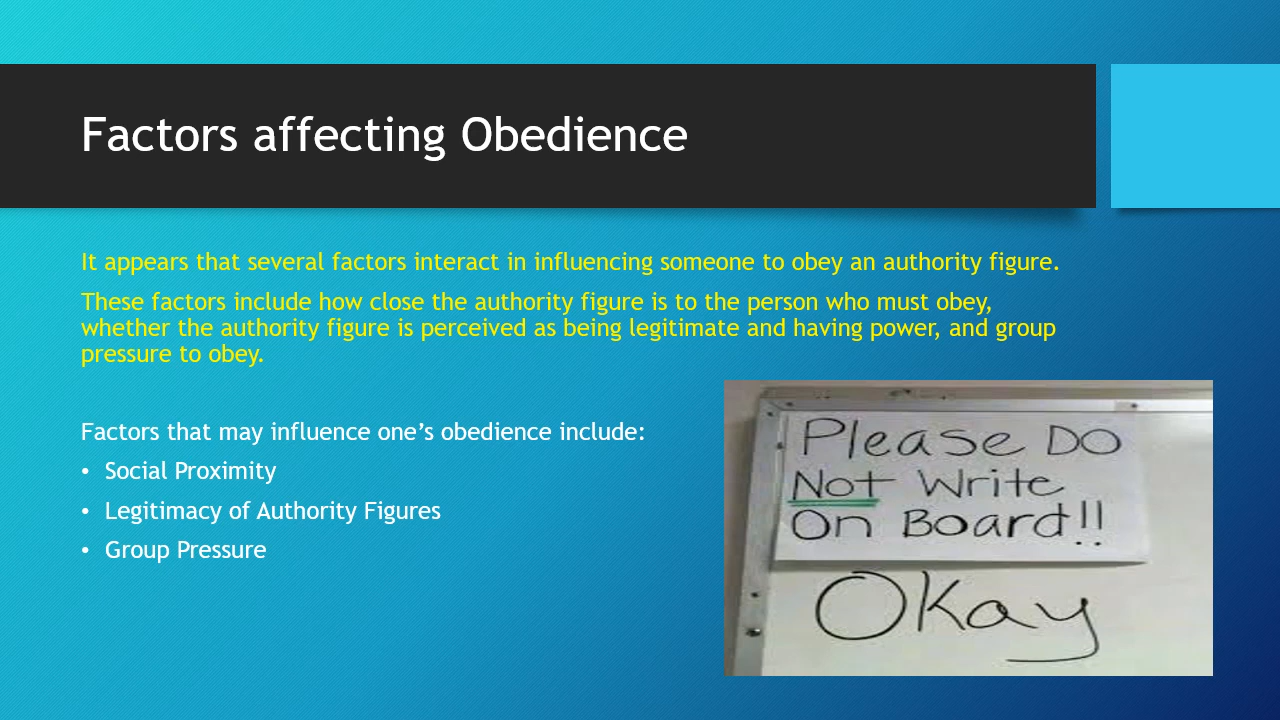 Factors affecting Obedience
It appears that several factors interact in influencing someone to obey an authority figure.
These factors include how close the authority figure is to the person who must obey,
whether the authority figure is perceived as being legitimate and having power, and group
pressure to obey.
Factors that may influence one’s obedience include:
• Social Proximity
• Legitimacy of Authority Figures
• Group Pressure
Please DO
Not Write
On Board!!
Okay